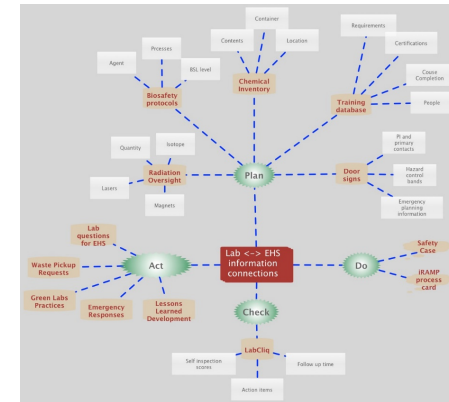 Container
Contents
Location
Requirements
Certifications
Couse
Completion
People
Prcesses
Agent
BSL level
Biosafety
protocols
Chemical
Inventory
Training
database
Quantity
Isotope
Radiation
Oversight
Lasers
Magnets
Plan
Door
signs
PI and
primary
contacts
Hazard
control
bands
Emergency
planning
information
Lab
questions
for EHS
Waste Pickup
Requests
Green Labs
Practices
Emergency
Responses
Lessons
Learned
Development
Act
Lab <-> EHS
information
connections
Do
Safety
Case
iRAMP
process
card
Check
LabCliq
Self inspection
scores
Action items
Follow up time